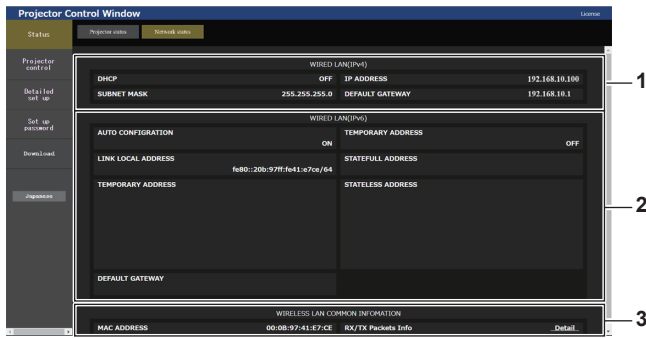 Projector Control Window
License
Status
Projector status
Network status
Projector
control
Detailed
set up
Set up
password
Download
Japanese
WIRED LAN(IPv4)
DHCP OFF IP ADDRESS 192.168.10.100
SUBNET MASK 255.255.255.0 DEFAULT GATEWAY 192.168.10.1
1
WIRED LAN(IPv6)
AUTO CONFIGRATION TEMPORARY ADDRESS
ON OFF
LINK LOCAL ADDRESS STATEFULL ADDRESS
fe80::20b:97ff:fe41:e7ce/64
TEMPORARY ADDRESS STATELESS ADDRESS
2
DEFAULT GATEWAY
WIRELESS LAN COMMON INFOMATION
3
MAC ADDRESS 00:0B:97:41:E7:CE RX/TX Packets Info Detail